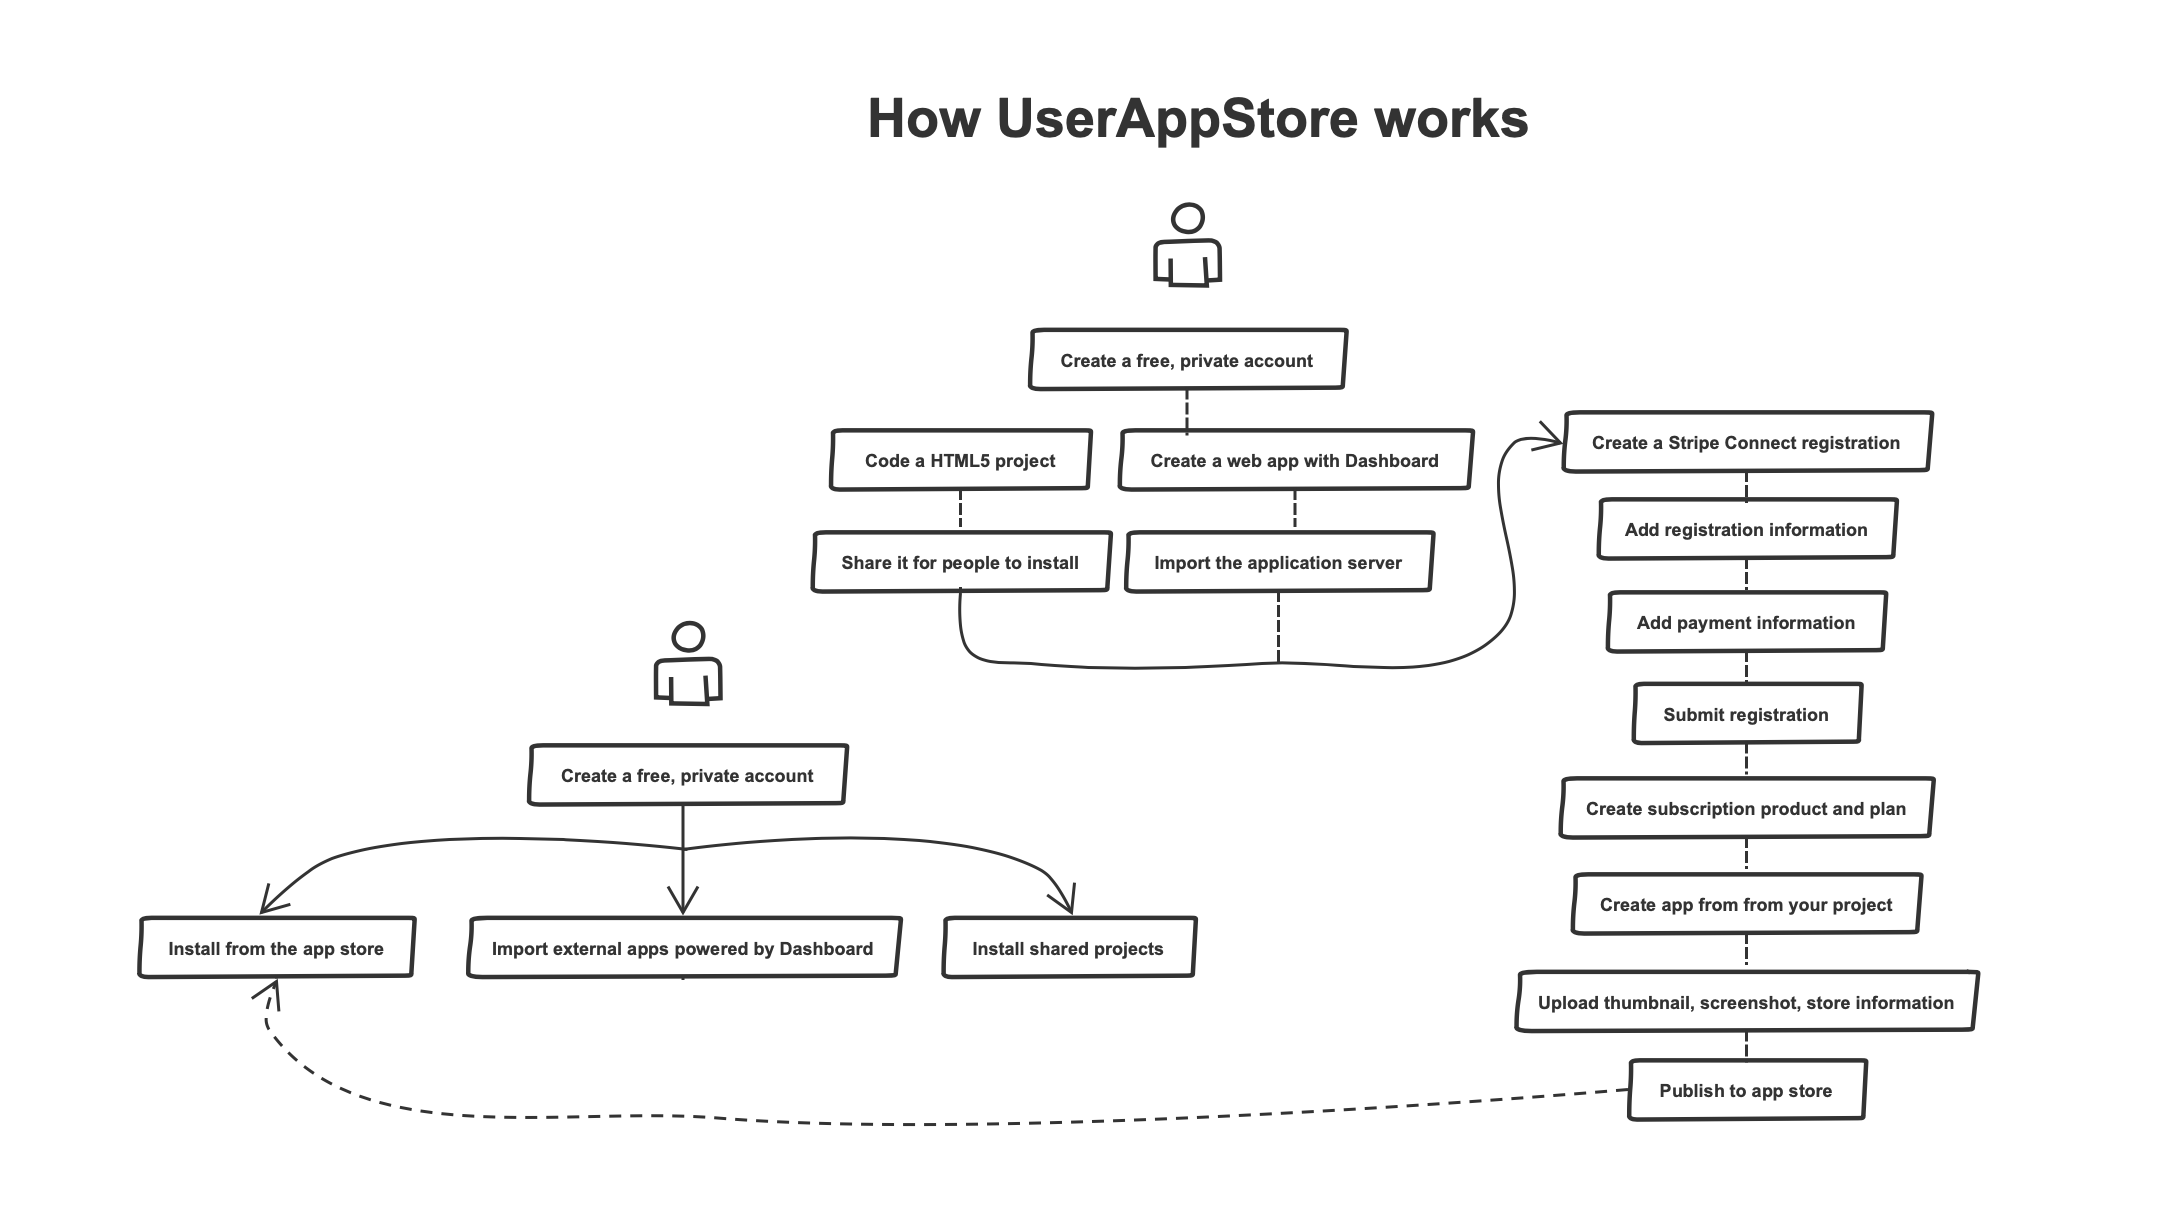 How UserAppStore works
Create a free, private account
Code a HTML5 project
Create a web app with Dashboard
Share it for people to install
Import the application server
Create a Stripe Connect registration
Add registration information
Add payment information
Submit registration
Create subscription product and plan
Create app from from your project
Upload thumbnail, screenshot, store information
Publish to app store
Create a free, private account
Install from the app store
Import external apps powered by Dashboard
Install shared projects